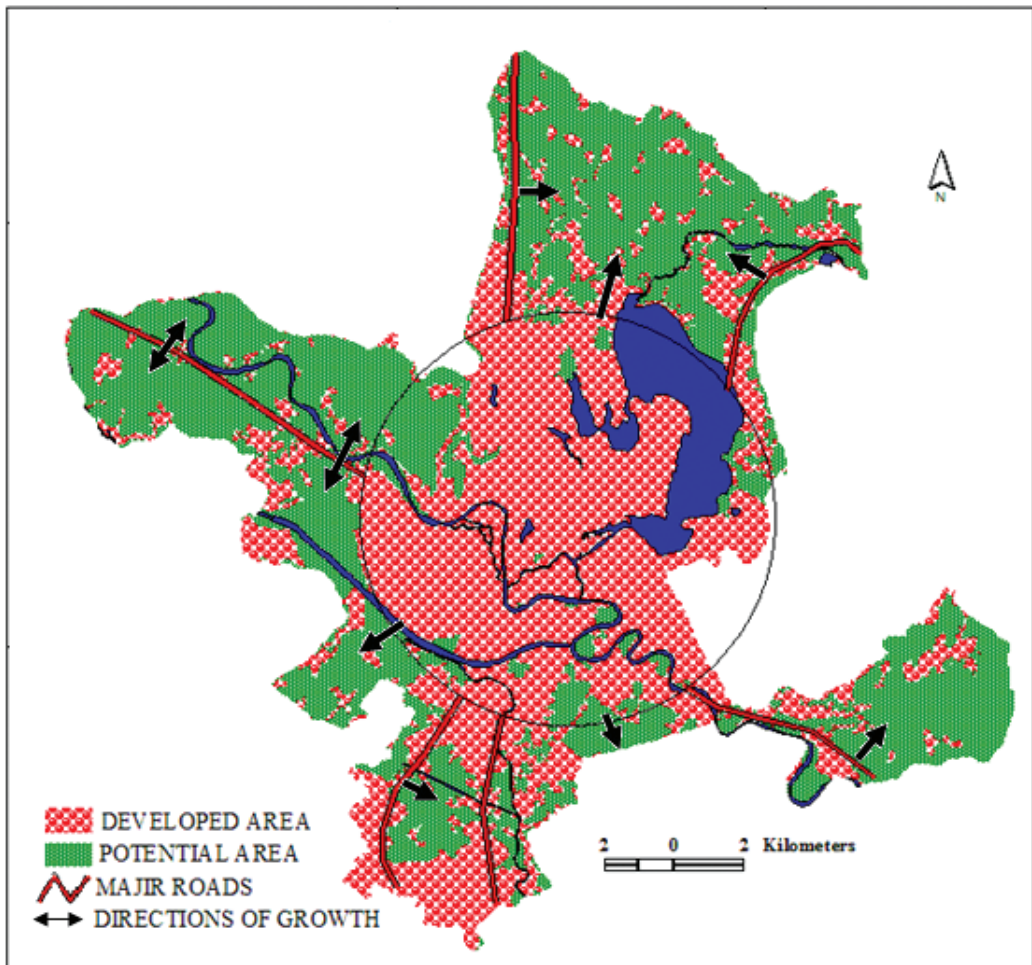 N
DEVELOPED AREA
POTENTIAL AREA
MAJIR ROADS
DIRECTIONS OF GROWTH
2 0 2 Kilometers